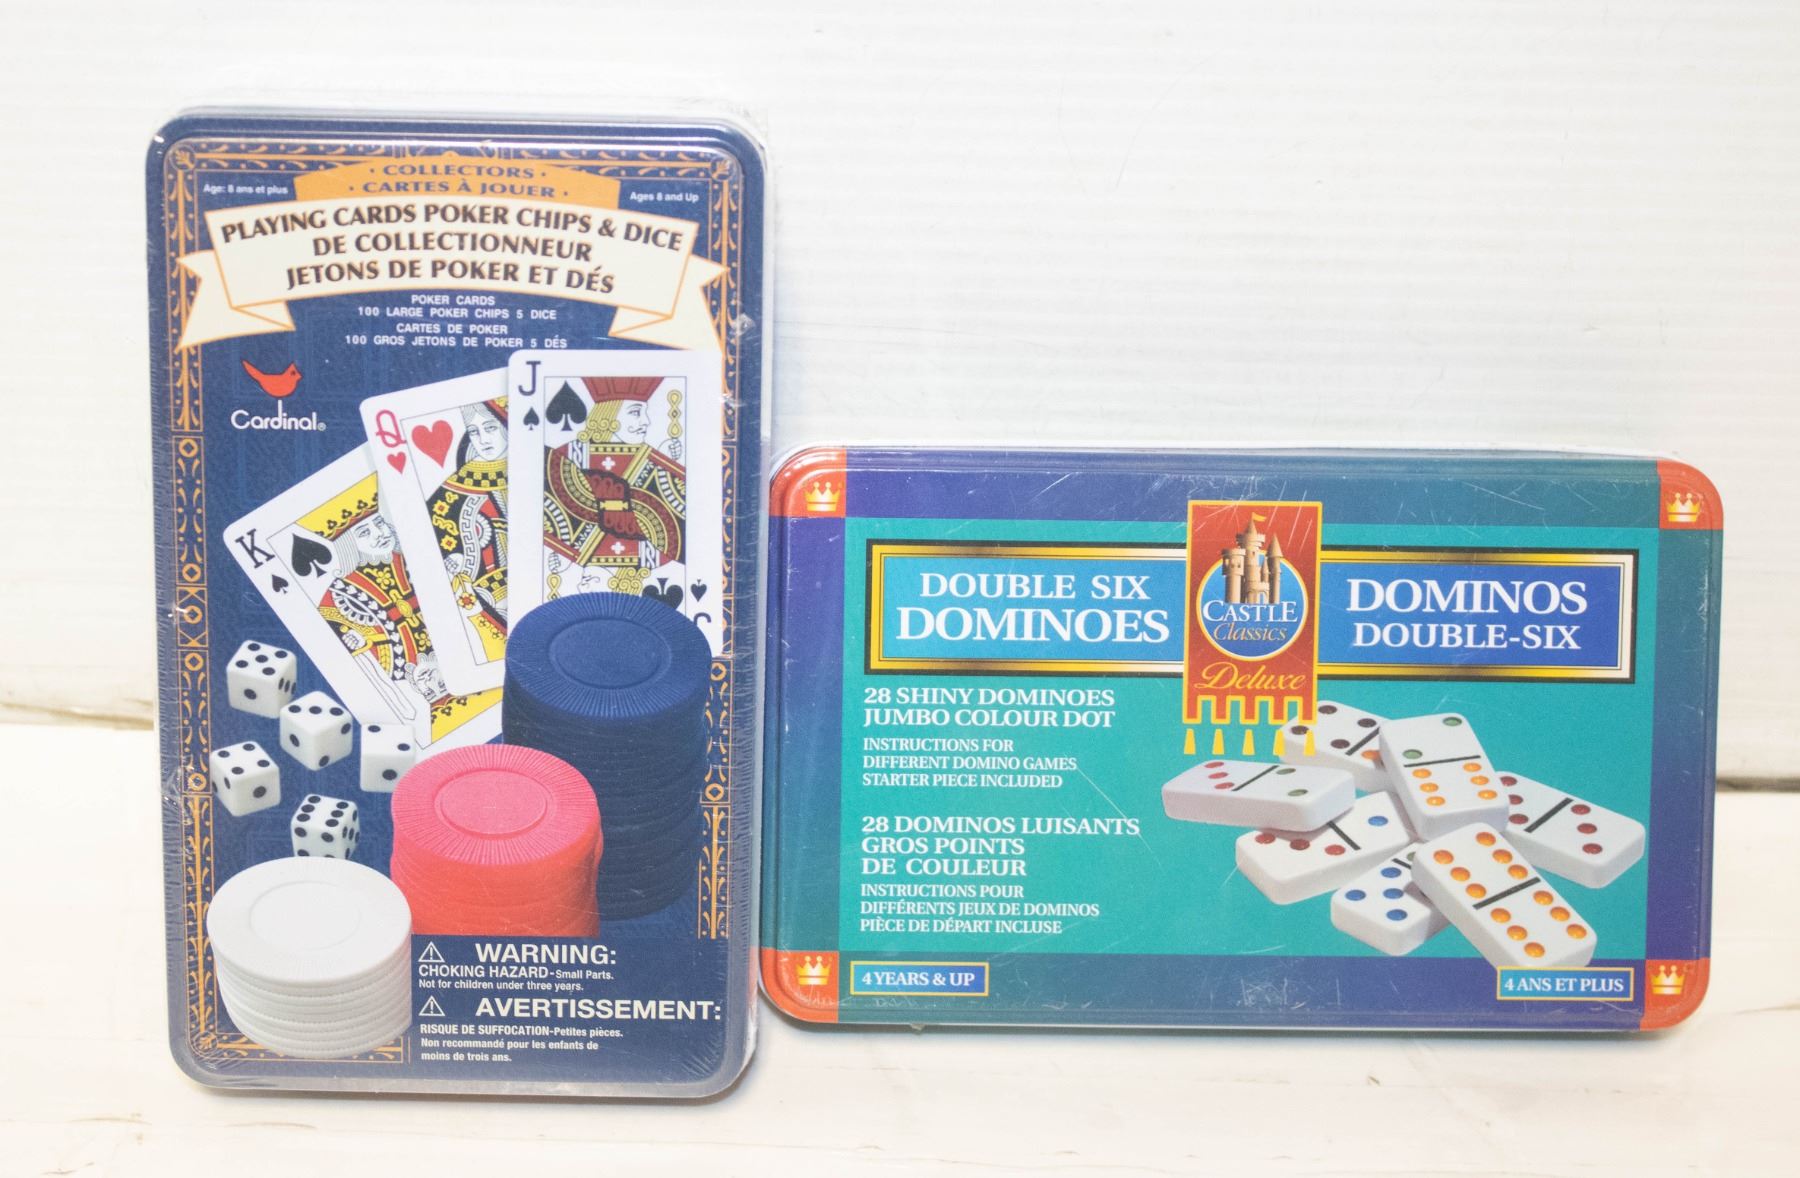 · COLLECTORS ·
· CARTES À JOUER ·
Age: 8 ans et plus
Ages 8 and Up
PLAYING CARDS POKER CHIPS & DICE
DE COLLECTIONNEUR
JETONS DE POKER ET DÉS
POKER CARDS
100 LARGE POKER CHIPS 5 DICE
CARTES DE POKER
100 GROS JETONS DE POKER 5 DÉS
Cardinal®
K
Q
J
J
WARNING:
CHOKING HAZARD-Small Parts.
Not for children under three years.
AVERTISSEMENT:
RISQUE DE SUFFOCATION-Petites pièces.
Non recommandé pour les enfants de
moins de trois ans.
DOUBLE SIX
DOMINOES
CASTLE
Classics
Deluxe
DOMINOS
DOUBLE-SIX
28 SHINY DOMINOES
JUMBO COLOUR DOT
INSTRUCTIONS FOR
DIFFERENT DOMINO GAMES
STARTER PIECE INCLUDED
28 DOMINOS LUISANTS
GROS POINTS
DE COULEUR
INSTRUCTIONS POUR
DIFFÉRENTS JEUX DE DOMINOS
PIÈCE DE DÉPART INCLUSE
4 YEARS & UP
4 ANS ET PLUS